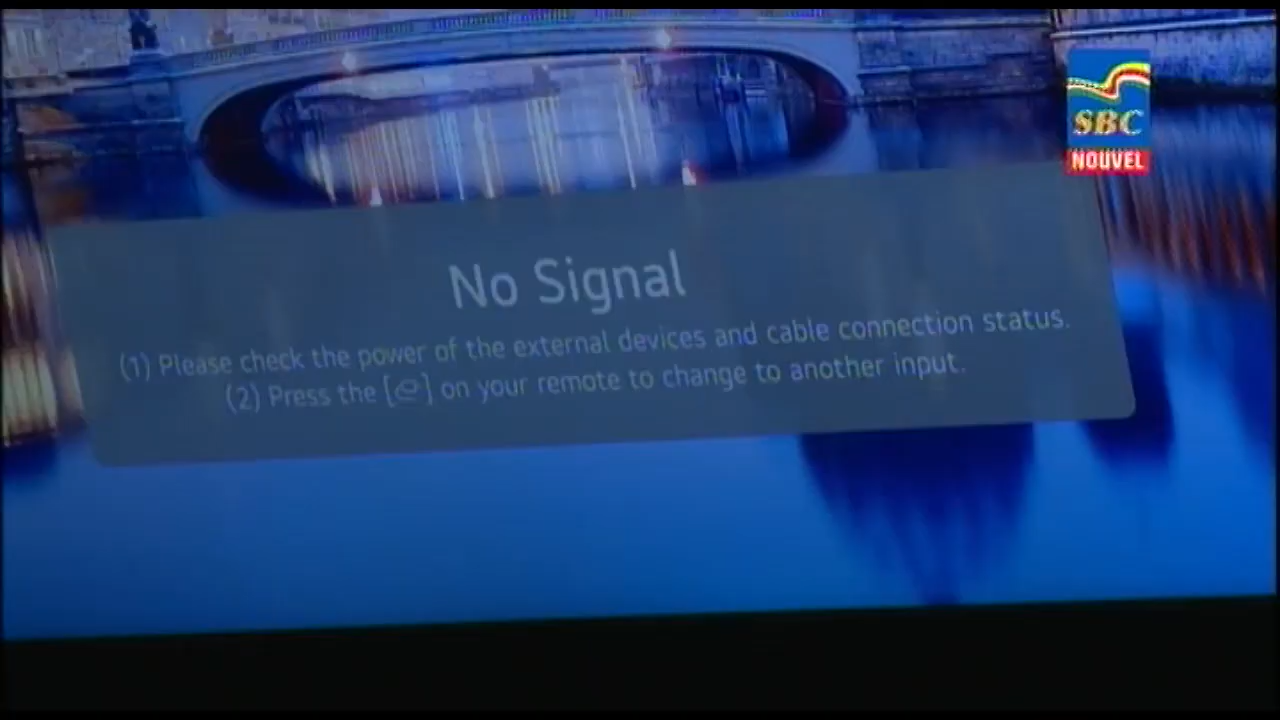 SBC
NOUVEL
No Signal
(1) Please check the power of the external devices and cable connection status.
(2) Press the [⊕] on your remote to change to another input.